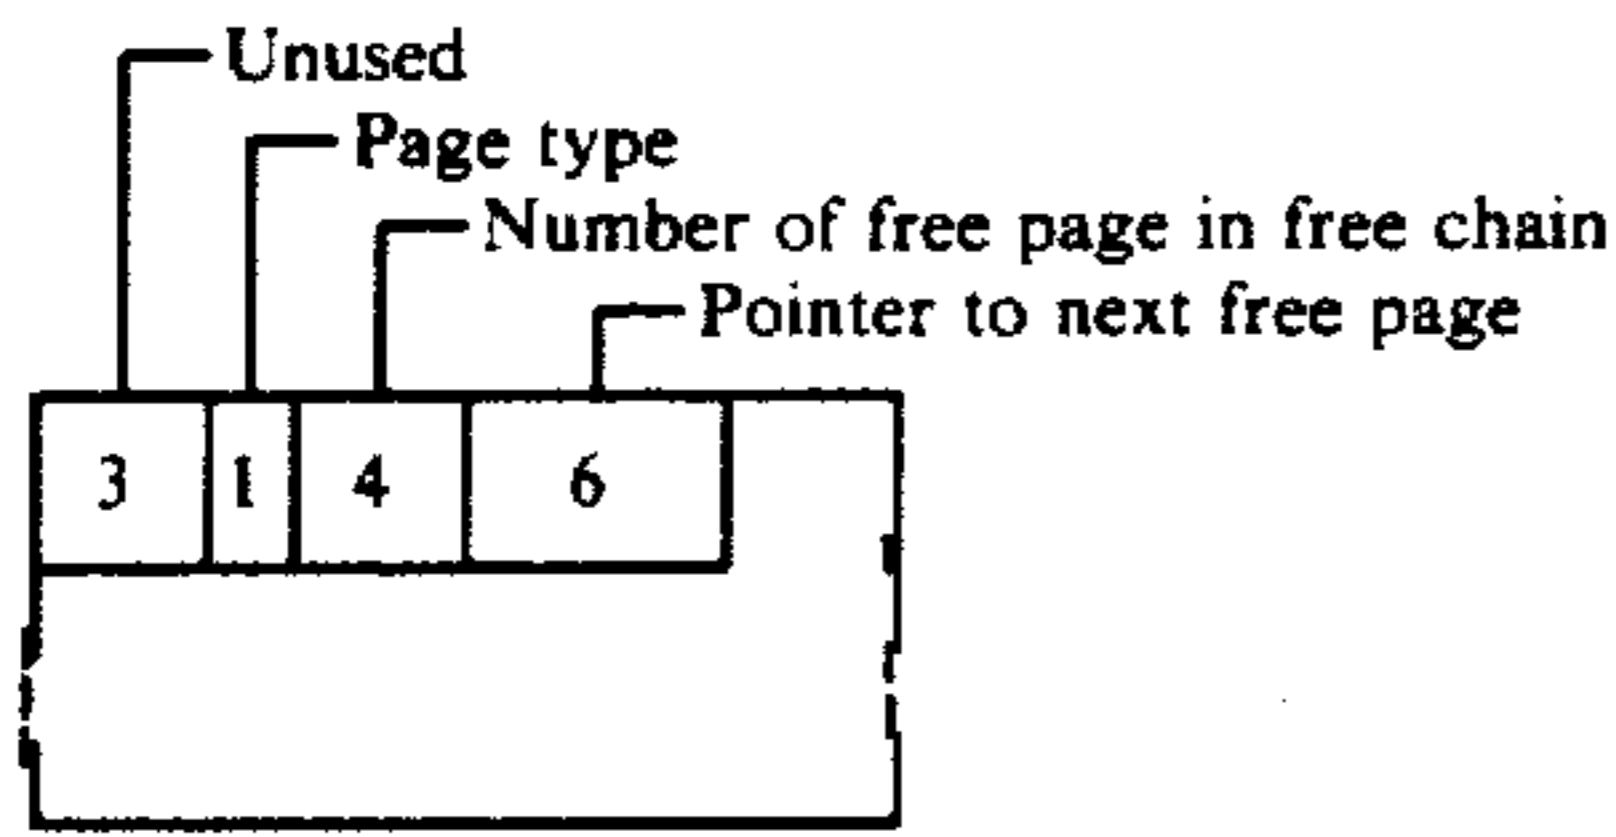 Unused
Page type
Number of free page in free chain
Pointer to next free page
3 1 4 6